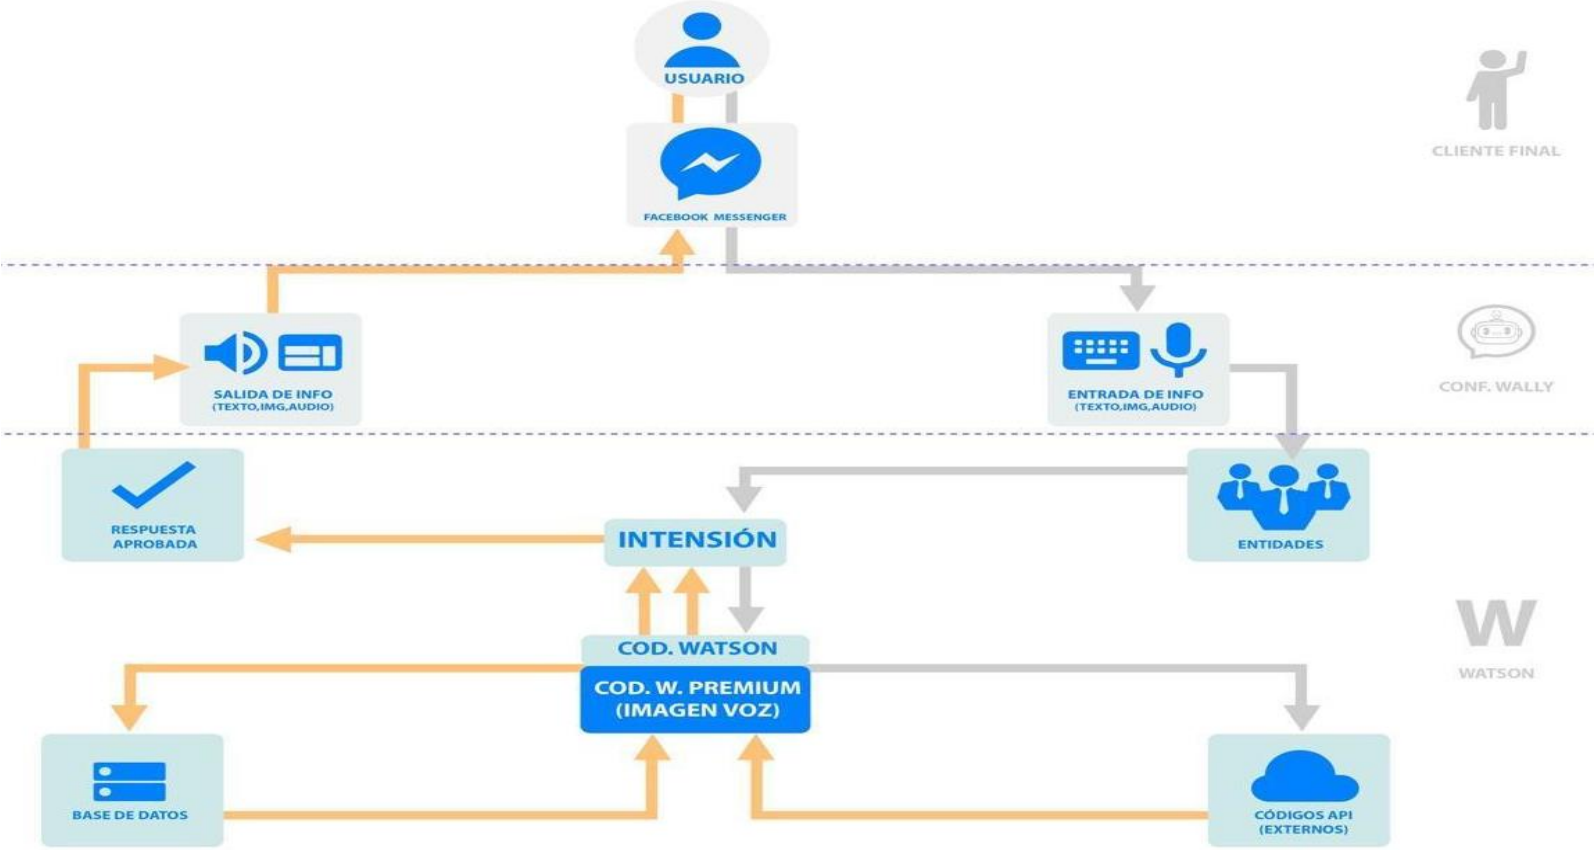 USUARIO
FACEBOOK MESSENGER
CLIENTE FINAL
SALIDA DE INFO
(TEXTO,IMG,AUDIO)
ENTRADA DE INFO
(TEXTO,IMG,AUDIO)
CONF. WALLY
RESPUESTA
APROBADA
INTENSIÓN
ENTIDADES
COD. WATSON
COD. W. PREMIUM
(IMAGEN VOZ)
W
WATSON
BASE DE DATOS
CÓDIGOS API
(EXTERNOS)